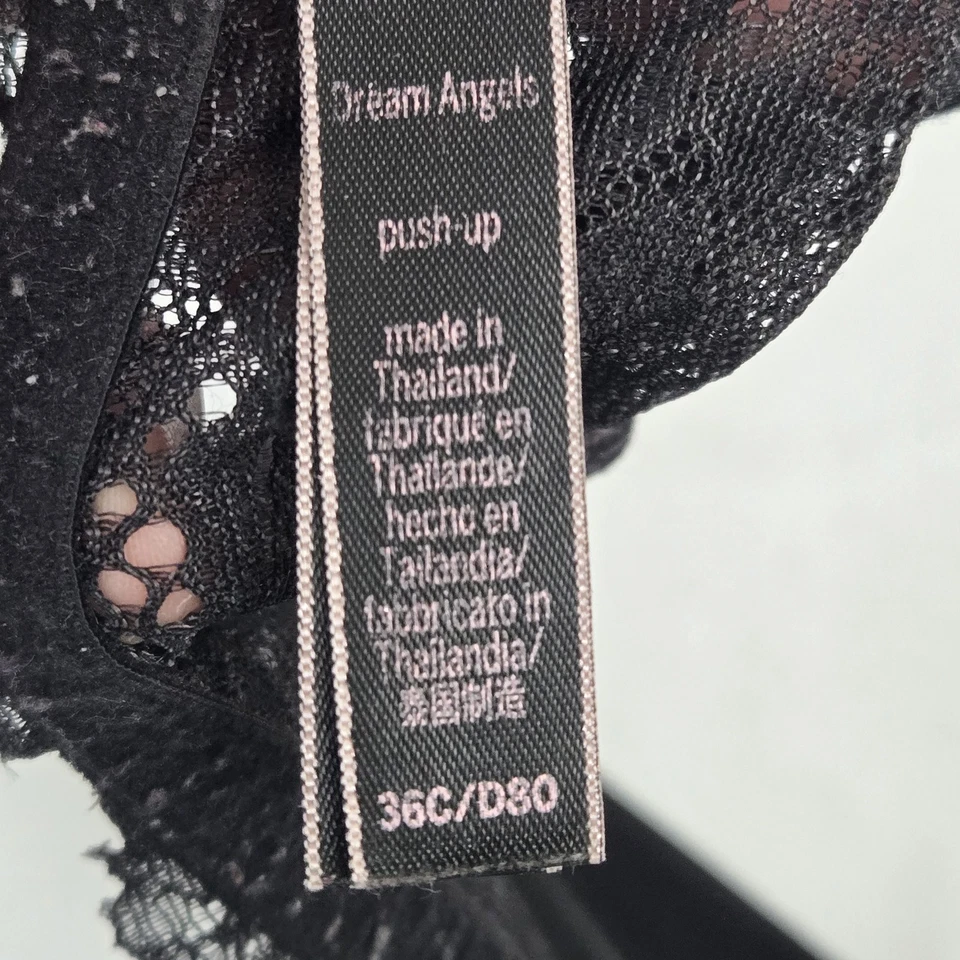 Dream Angels
push-up
made in
Thailand/
fabriqué en
Thaïlande/
hecho en
Tailandia/
fabbricato in
Thailandia/
泰国制造
36C/D80